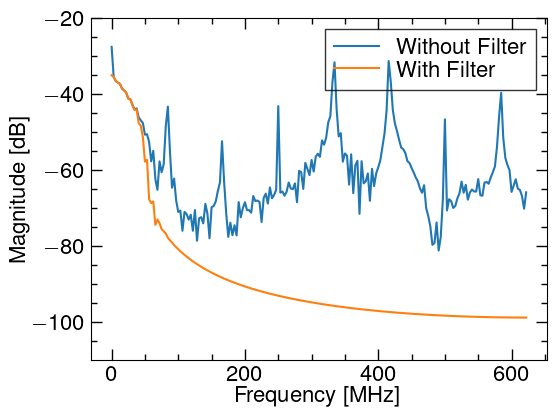 −20
−40
−60
−80
−100
Magnitude [dB]
Without Filter
With Filter
0 200 400 600
Frequency [MHz]